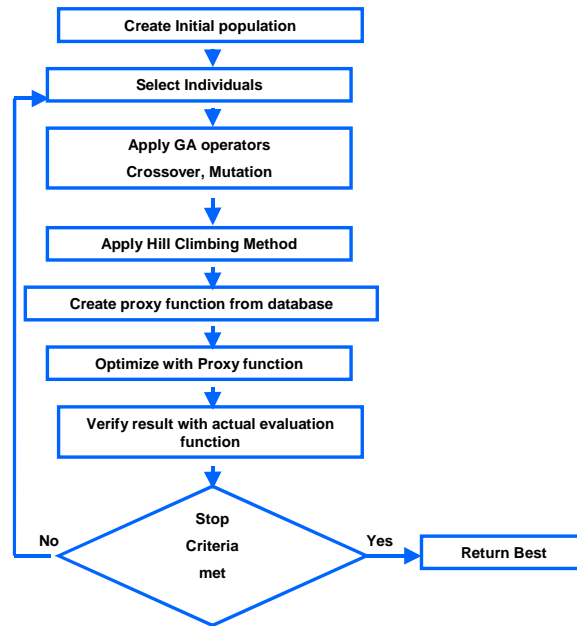 Create Initial population
Select Individuals
Apply GA operators
Crossover, Mutation
Apply Hill Climbing Method
Create proxy function from database
Optimize with Proxy function
Verify result with actual evaluation
function
Stop
Criteria
met
No
Yes
Return Best